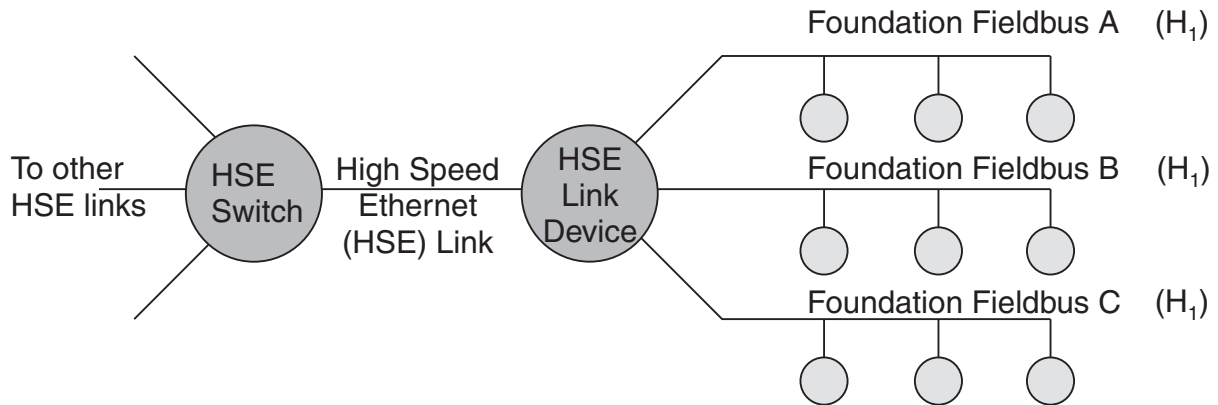 To other
HSE links
HSE
Switch
High Speed
Ethernet
(HSE) Link
HSE
Link
Device
Foundation Fieldbus A (H₁)
Foundation Fieldbus B (H₁)
Foundation Fieldbus C (H₁)